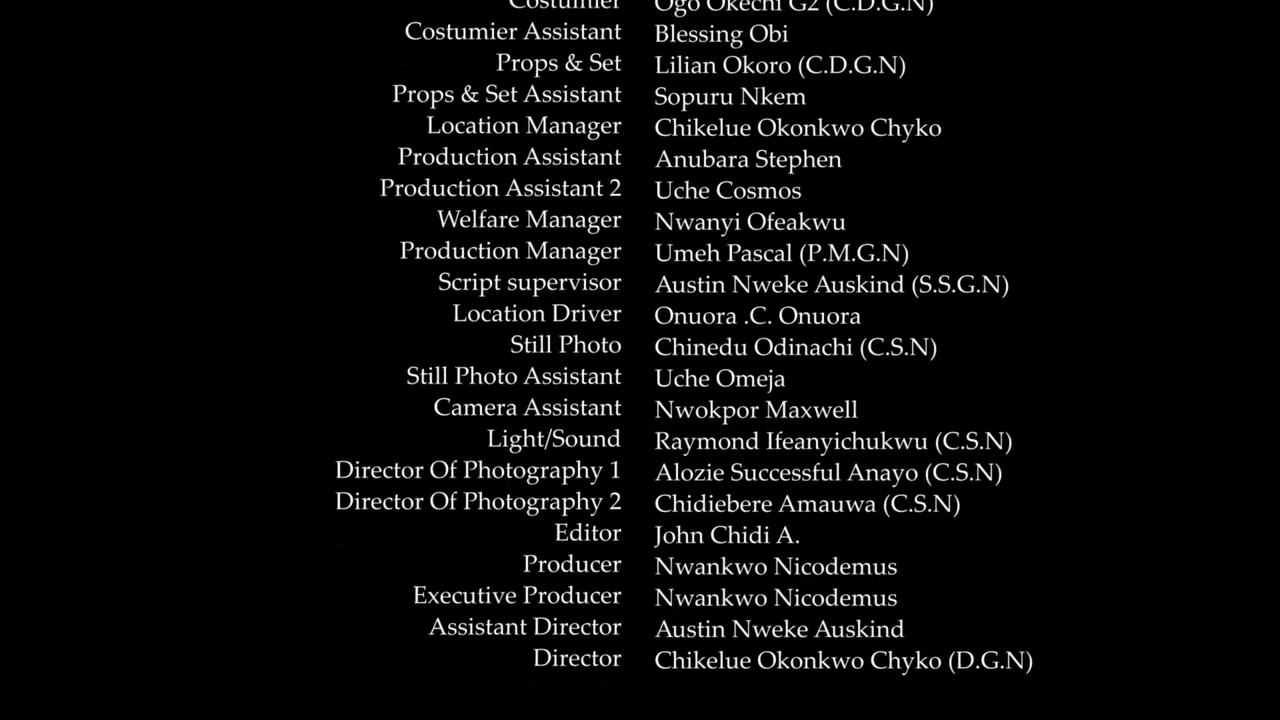 Costumier Ogo Okechi G2 (C.D.G.N)
Costumier Assistant Blessing Obi
Props & Set Lilian Okoro (C.D.G.N)
Props & Set Assistant Sopuru Nkem
Location Manager Chikelue Okonkwo Chyko
Production Assistant Anubara Stephen
Production Assistant 2 Uche Cosmos
Welfare Manager Nwanyi Ofeakwu
Production Manager Umeh Pascal (P.M.G.N)
Script supervisor Austin Nweke Auskind (S.S.G.N)
Location Driver Onuora .C. Onuora
Still Photo Chinedu Odinachi (C.S.N)
Still Photo Assistant Uche Omeja
Camera Assistant Nwokpor Maxwell
Light/Sound Raymond Ifeanyichukwu (C.S.N)
Director Of Photography 1 Alozie Successful Anayo (C.S.N)
Director Of Photography 2 Chidiebere Amauwa (C.S.N)
Editor John Chidi A.
Producer Nwankwo Nicodemus
Executive Producer Nwankwo Nicodemus
Assistant Director Austin Nweke Auskind
Director Chikelue Okonkwo Chyko (D.G.N)